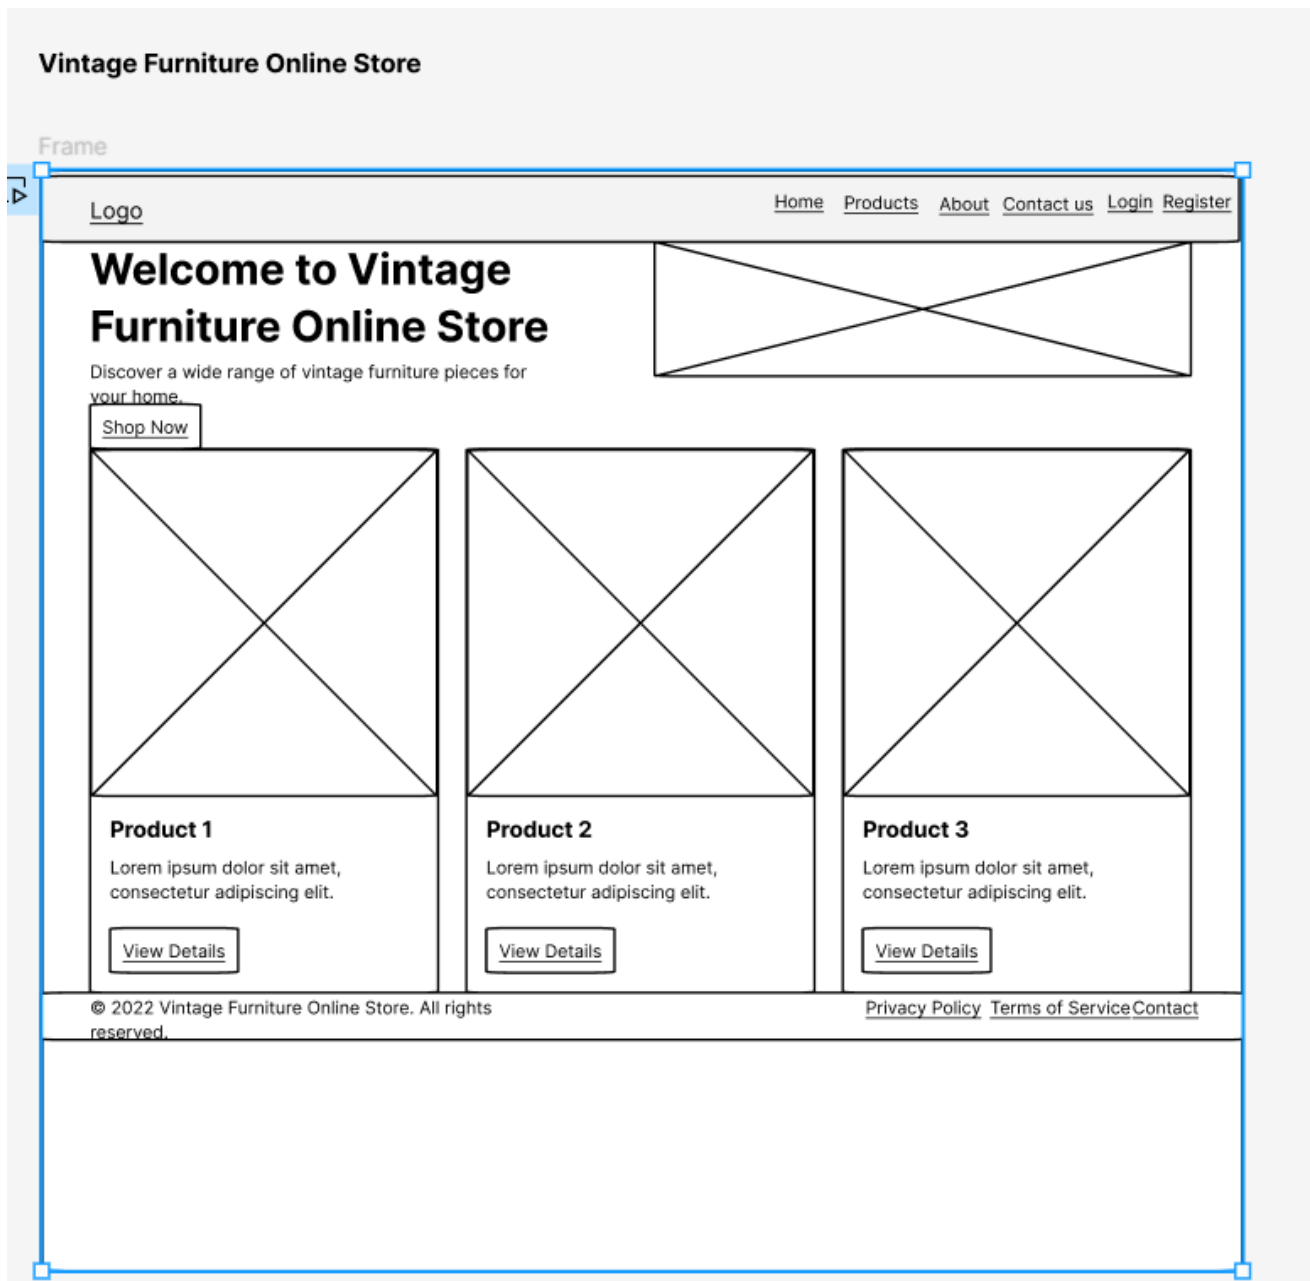 Vintage Furniture Online Store
Frame
Logo
Home Products About Contact us Login Register
Welcome to Vintage
Furniture Online Store
Discover a wide range of vintage furniture pieces for
your home.
Shop Now
Product 1
Lorem ipsum dolor sit amet,
consectetur adipiscing elit.
View Details
Product 2
Lorem ipsum dolor sit amet,
consectetur adipiscing elit.
View Details
Product 3
Lorem ipsum dolor sit amet,
consectetur adipiscing elit.
View Details
© 2022 Vintage Furniture Online Store. All rights
reserved.
Privacy Policy Terms of Service Contact